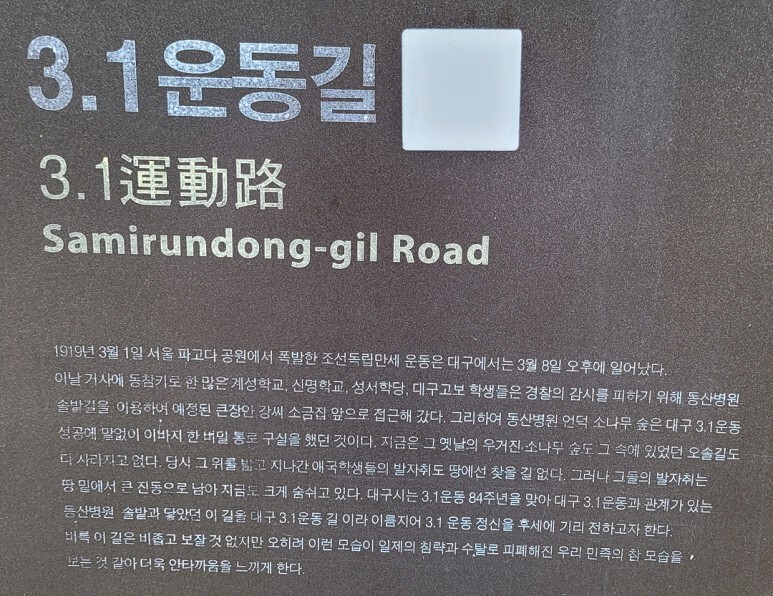 3.1운동길
3.1運動路
Samirundong-gil Road
1919년 3월 1일 서울 파고다 공원에서 폭발한 조선독립만세 운동은 대구에서는 3월 8일 오후에 일어났다.
이날 거사에 동참키로 한 많은 계성학교, 신명학교, 성서학당, 대구고보 학생들은 경찰의 감시를 피하기 위해 동산병원
솔밭길을 이용하여 예정된 큰장안 강씨 소금집 앞으로 접근해 갔다. 그리하여 동산병원 언덕 소나무 숲은 대구 3.1운동
성공에 말없이 이바지 한 비밀 통로 구실을 했던 것이다. 지금은 그 옛날의 우거진 소나무 숲도 그 속에 있었던 오솔길도
다 사라지고 없다. 당시 그 위를 밟고 지나간 애국학생들의 발자취도 땅에선 찾을 길 없다. 그러나 그들의 발자취는
땅 밑에서 큰 진동으로 남아 지금도 크게 숨쉬고 있다. 대구시는 3.1운동 84주년을 맞아 대구 3.1운동과 관계가 있는
동산병원 솔밭과 닿았던 이 길을 대구 3.1운동 길 이라 이름지어 3.1 운동 정신을 후세에 기리 전하고자 한다.
비록 이 길은 비좁고 보잘 것 없지만 오히려 이런 모습이 일제의 침략과 수탈로 피폐해진 우리 민족의 참 모습을
보는 것 같아 더욱 안타까움을 느끼게 한다.